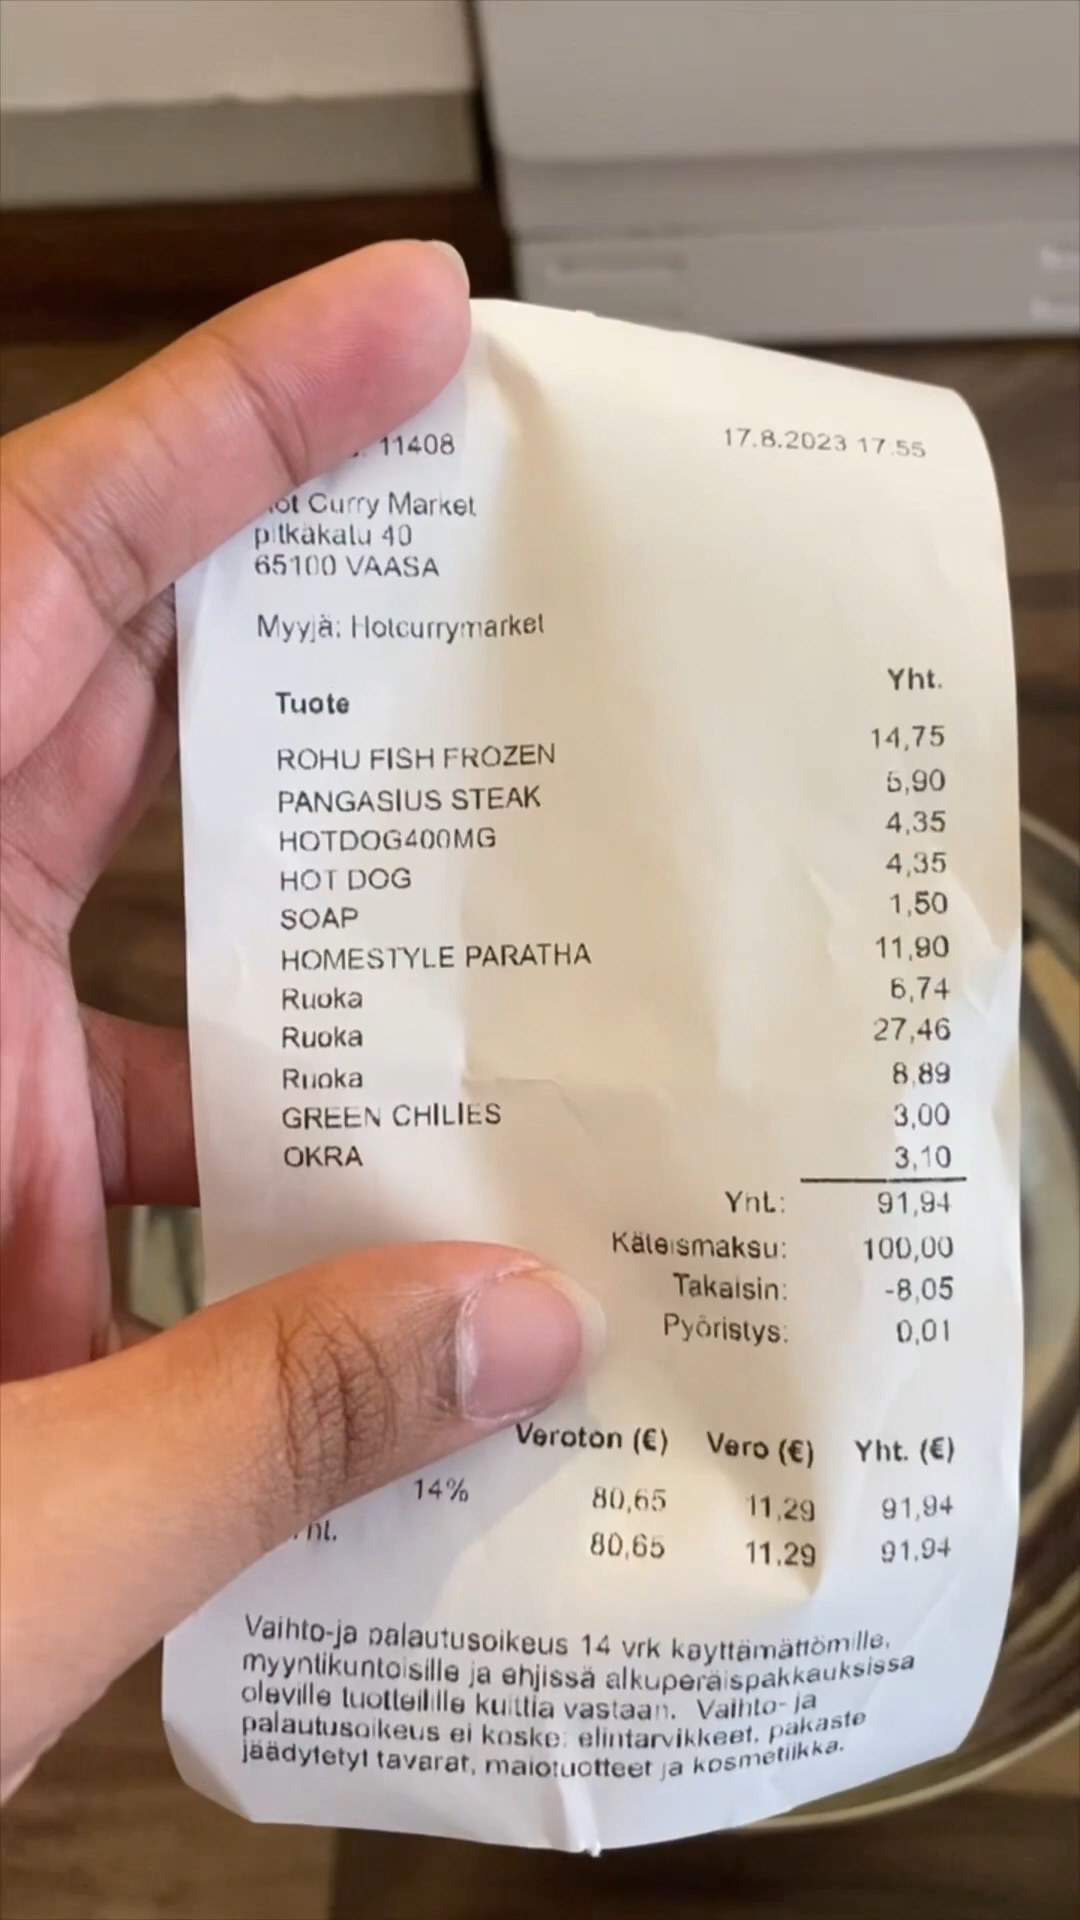 11408 17.8.2023 17:55
ot Curry Market
pitkäkatu 40
65100 VAASA
Myyjä: Hotcurrymarket
Tuote Yht.
ROHU FISH FROZEN 14,75
PANGASIUS STEAK 5,90
HOTDOG400MG 4,35
HOT DOG 4,35
SOAP 1,50
HOMESTYLE PARATHA 11,90
Ruoka 6,74
Ruoka 27,46
Ruoka 8,89
GREEN CHILIES 3,00
OKRA 3,10
Yht.: 91,94
Käteismaksu: 100,00
Takaisin: -8,05
Pyöristys: 0,01
Veroton (€) Vero (€) Yht. (€)
14% 80,65 11,29 91,94
ht. 80,65 11,29 91,94
Vaihto-ja palautusoikeus 14 vrk käyttämättömille,
myyntikuntoisille ja ehjissä alkuperäispakkauksissa
oleville tuotteilille kuittia vastaan. Vaihto- ja
palautusoikeus ei koske: elintarvikkeet, pakaste
jäädytetyt tavarat, maitotuotteet ja kosmetiikka.